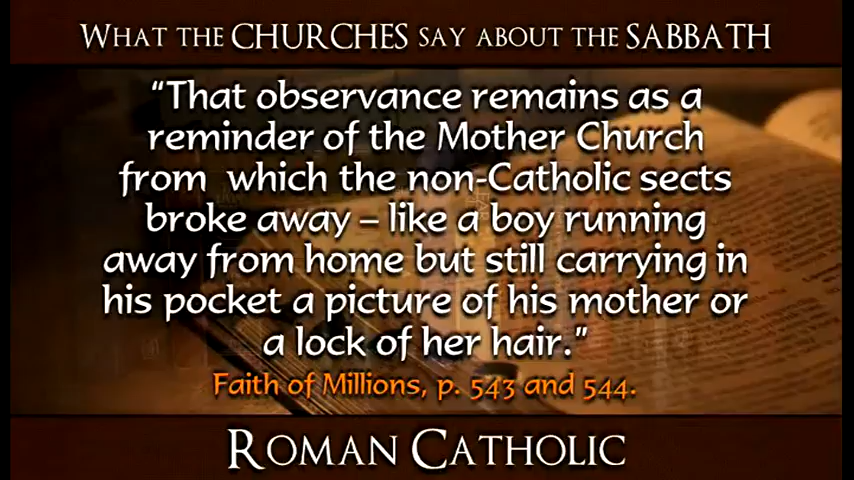 WHAT THE CHURCHES SAY ABOUT THE SABBATH
"That observance remains as a
reminder of the Mother Church
from which the non-Catholic sects
broke away – like a boy running
away from home but still carrying in
his pocket a picture of his mother or
a lock of her hair."
Faith of Millions, p. 543 and 544.
ROMAN CATHOLIC